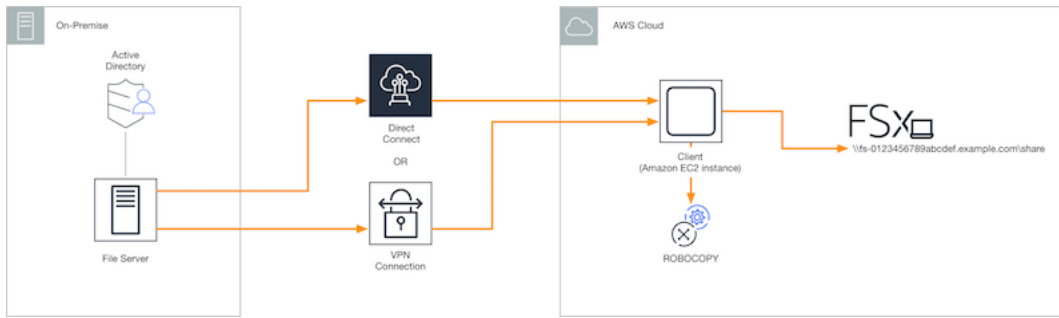 On-Premise
Active
Directory
File Server
Direct
Connect
OR
VPN
Connection
AWS Cloud
Client
(Amazon EC2 instance)
ROBOCOPY
FSx
\\fs-0123456789abcdef.example.com\share